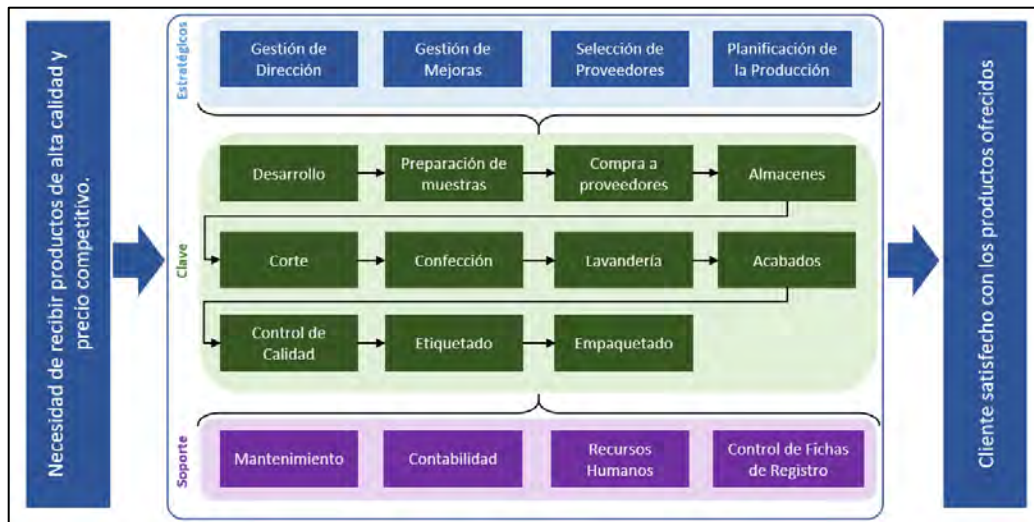 Necesidad de recibir productos de alta calidad y
precio competitivo.
Estratégicos
Gestión de
Dirección
Gestión de
Mejoras
Selección de
Proveedores
Planificación de
la Producción
Clave
Desarrollo
Preparación de
muestras
Compra a
proveedores
Almacenes
Corte
Confección
Lavandería
Acabados
Control de
Calidad
Etiquetado
Empaquetado
Soporte
Mantenimiento
Contabilidad
Recursos
Humanos
Control de Fichas
de Registro
Cliente satisfecho con los productos ofrecidos